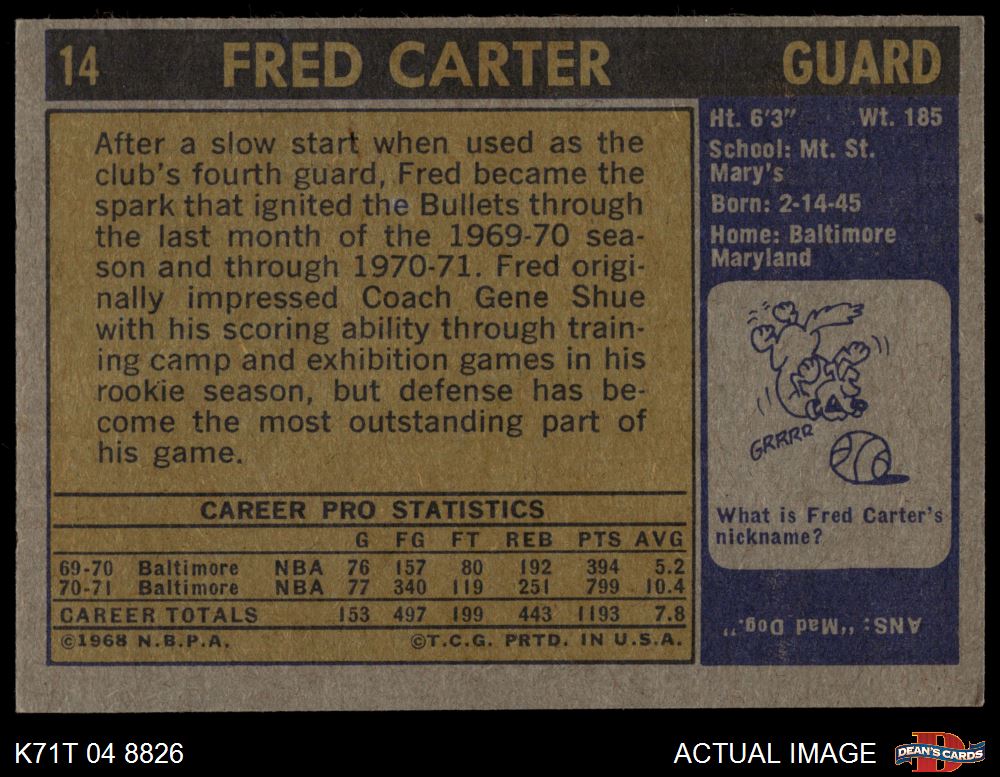 14 FRED CARTER GUARD
After a slow start when used as the
club's fourth guard, Fred became the
spark that ignited the Bullets through
the last month of the 1969-70 sea-
son and through 1970-71. Fred origi-
nally impressed Coach Gene Shue
with his scoring ability through train-
ing camp and exhibition games in his
rookie season, but defense has be-
come the most outstanding part of
his game.
CAREER PRO STATISTICS
G FG FT REB PTS AVG
69-70 Baltimore NBA 76 157 80 192 394 5.2
70-71 Baltimore NBA 77 340 119 251 799 10.4
CAREER TOTALS 153 497 199 443 1193 7.8
©1968 N.B.P.A. ©T.C.G. PRTD. IN U.S.A.
Ht. 6'3" Wt. 185
School: Mt. St.
Mary's
Born: 2-14-45
Home: Baltimore
Maryland
GRRRR
What is Fred Carter's
nickname?
ANS: "Mad Dog."
K71T 04 8826
ACTUAL IMAGE
D
DEAN'S CARDS